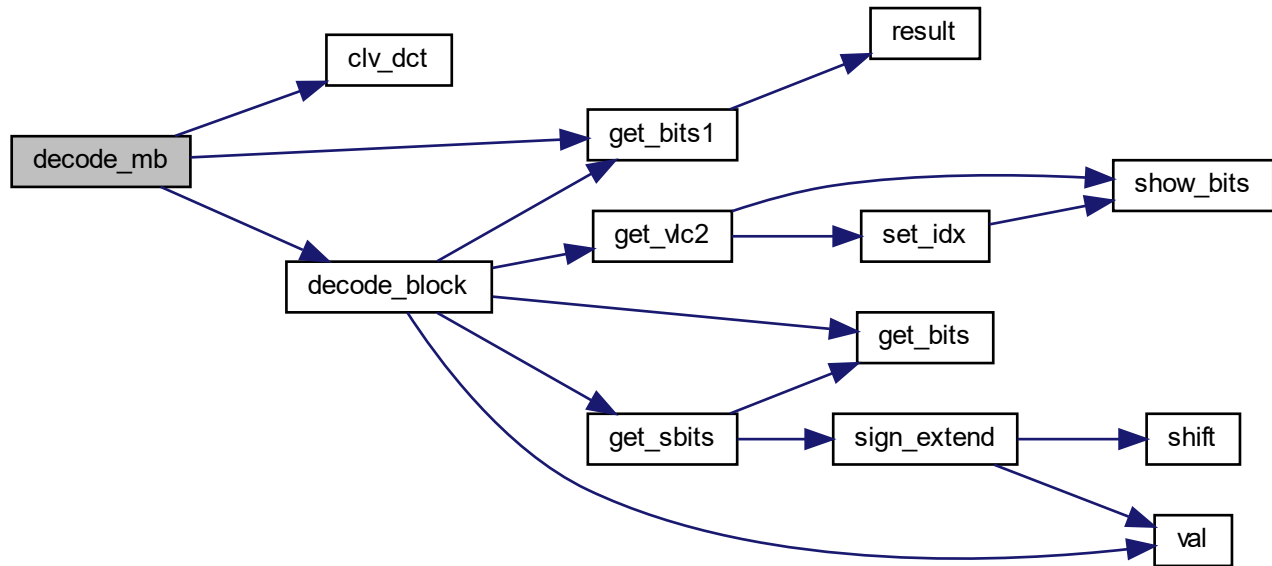 decode_mb
clv_dct
decode_block
get_bits1
result
get_vlc2
set_idx
show_bits
get_bits
get_sbits
sign_extend
shift
val